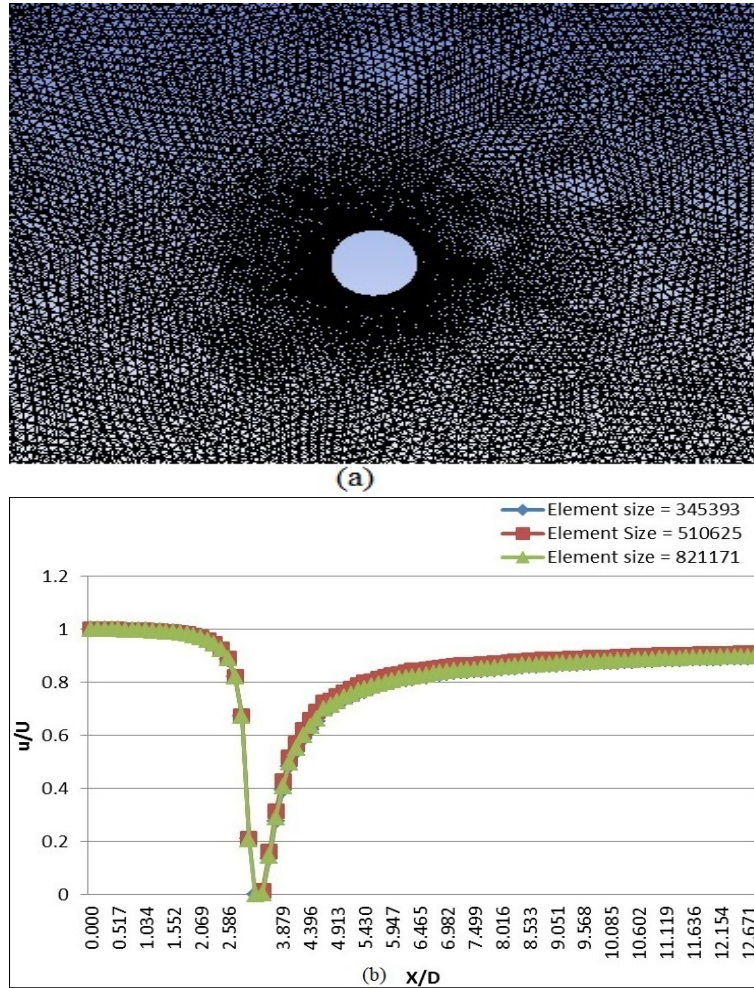 (a)
Element size = 345393
Element Size = 510625
Element size = 821171
1.2
1
0.8
0.6
0.4
0.2
0
u/U
0.000 0.517 1.034 1.552 2.069 2.586 3.879 4.396 4.913 5.430 5.947 6.465 6.982 7.499 8.016 8.533 9.051 9.568 10.085 10.602 11.119 11.636 12.154 12.671
(b) X/D